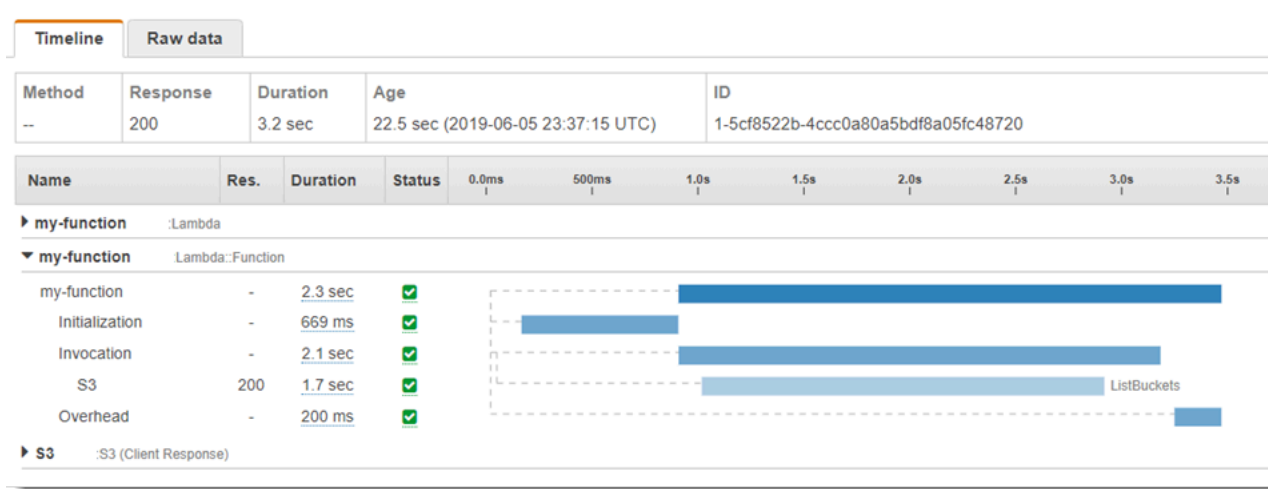 Timeline Raw data
Method Response Duration Age ID
-- 200 3.2 sec 22.5 sec (2019-06-05 23:37:15 UTC) 1-5cf8522b-4ccc0a80a5bdf8a05fc48720
Name Res. Duration Status 0.0ms 500ms 1.0s 1.5s 2.0s 2.5s 3.0s 3.5s
my-function :Lambda
my-function :Lambda::Function
my-function - 2.3 sec
Initialization - 669 ms
Invocation - 2.1 sec
S3 200 1.7 sec ListBuckets
Overhead - 200 ms
S3 :S3 (Client Response)